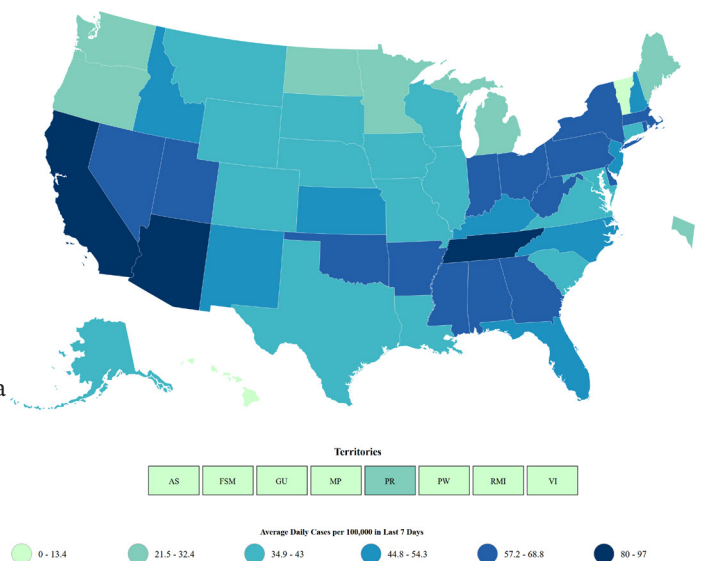 a
Territories
AS FSM GU MP PR PW RMI VI
Average Daily Cases per 100,000 in Last 7 Days
0 - 13.4 21.5 - 32.4 34.9 - 43 44.8 - 54.3 57.2 - 68.8 80 - 97